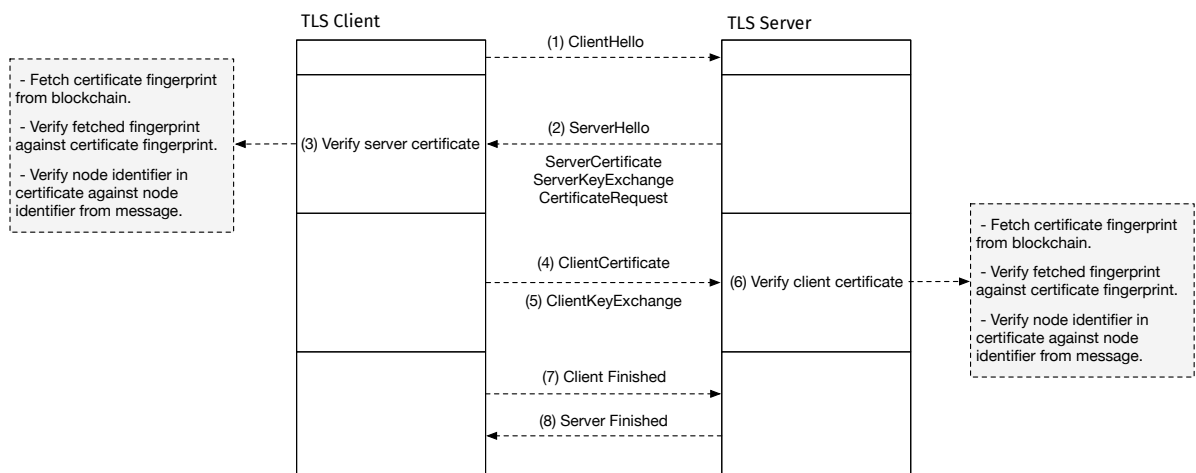 TLS Client
TLS Server
(1) ClientHello
- Fetch certificate fingerprint
from blockchain.
- Verify fetched fingerprint
against certificate fingerprint.
- Verify node identifier in
certificate against node
identifier from message.
(3) Verify server certificate
(2) ServerHello
ServerCertificate
ServerKeyExchange
CertificateRequest
(4) ClientCertificate
(5) ClientKeyExchange
(6) Verify client certificate
- Fetch certificate fingerprint
from blockchain.
- Verify fetched fingerprint
against certificate fingerprint.
- Verify node identifier in
certificate against node
identifier from message.
(7) Client Finished
(8) Server Finished